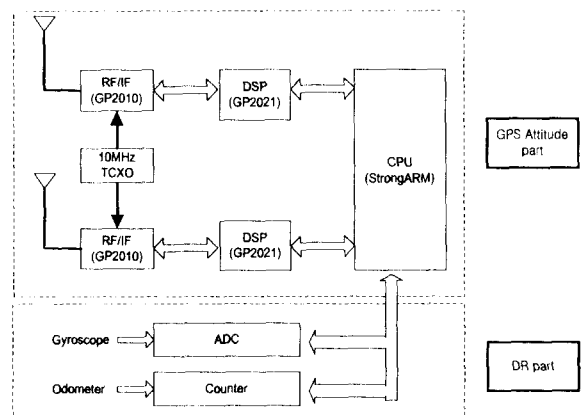 RF/IF
(GP2010)
DSP
(GP2021)
10MHz
TCXO
CPU
(StrongARM)
GPS Attitude
part
RF/IF
(GP2010)
DSP
(GP2021)
Gyroscope
ADC
Odometer
Counter
DR part